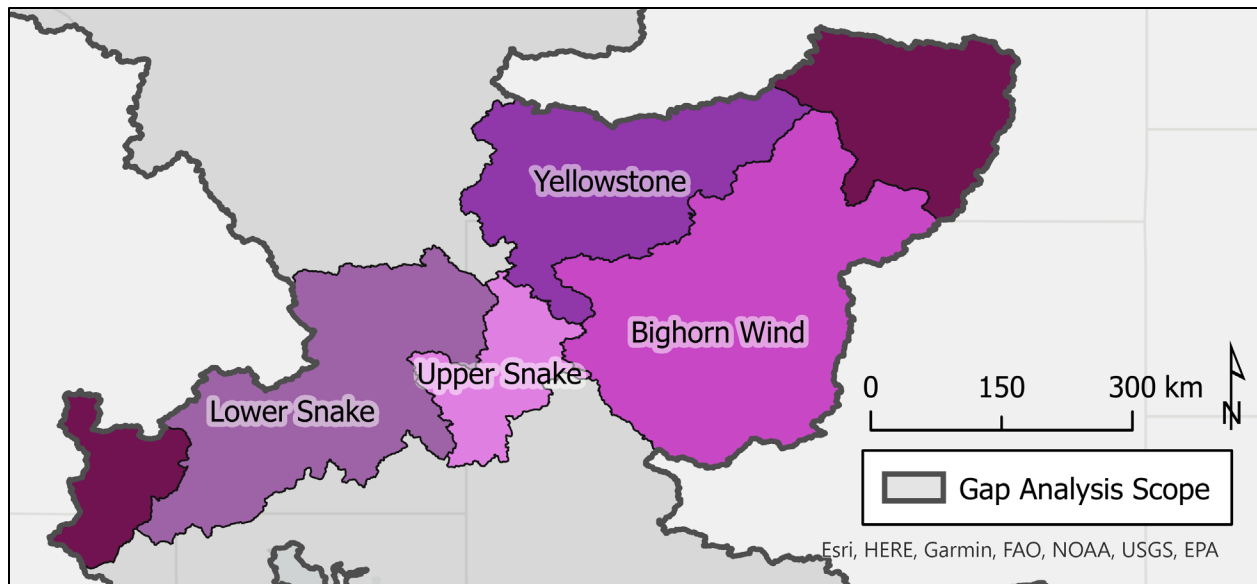 Yellowstone
Bighorn Wind
Upper Snake
Lower Snake
0 150 300 km
N
Gap Analysis Scope
Esri, HERE, Garmin, FAO, NOAA, USGS, EPA